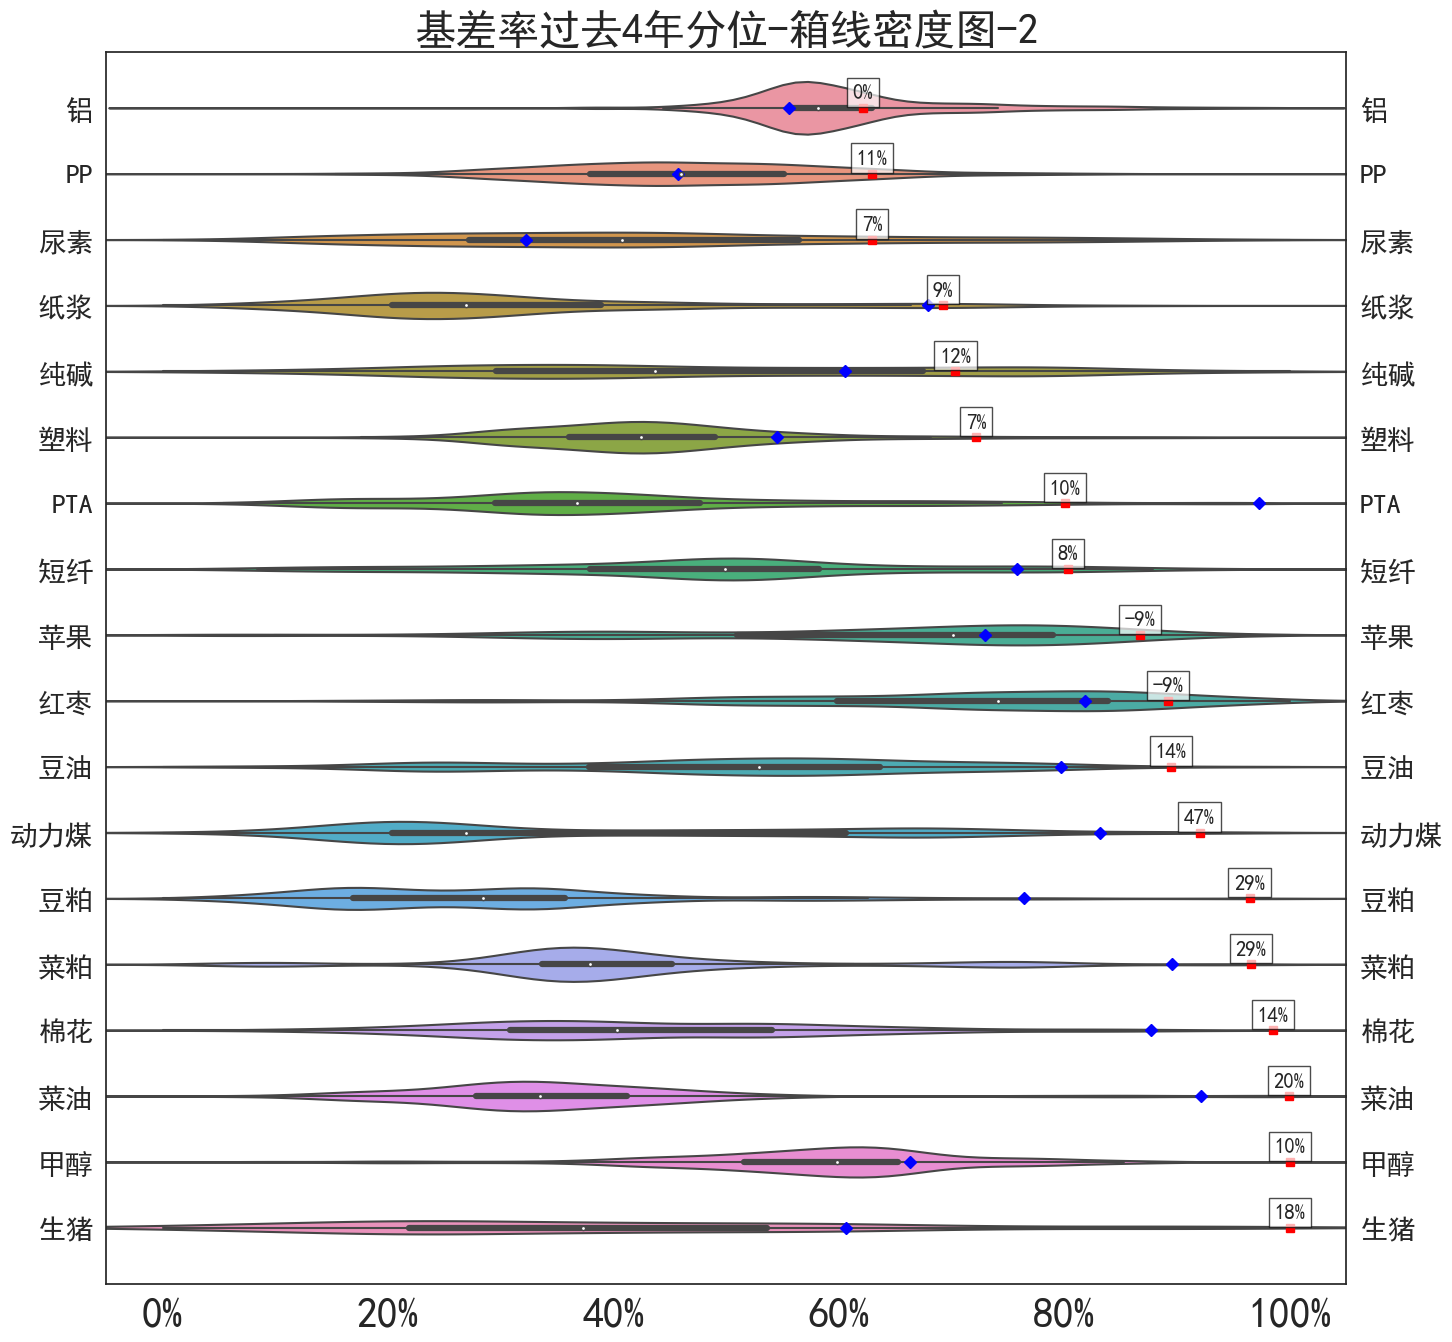 基差率过去4年分位-箱线密度图-2
铝 0% 铝
PP 11% PP
尿素 7% 尿素
纸浆 9% 纸浆
纯碱 12% 纯碱
塑料 7% 塑料
PTA 10% PTA
短纤 8% 短纤
苹果 -9% 苹果
红枣 -9% 红枣
豆油 14% 豆油
动力煤 47% 动力煤
豆粕 29% 豆粕
菜粕 29% 菜粕
棉花 14% 棉花
菜油 20% 菜油
甲醇 10% 甲醇
生猪 18% 生猪
0% 20% 40% 60% 80% 100%